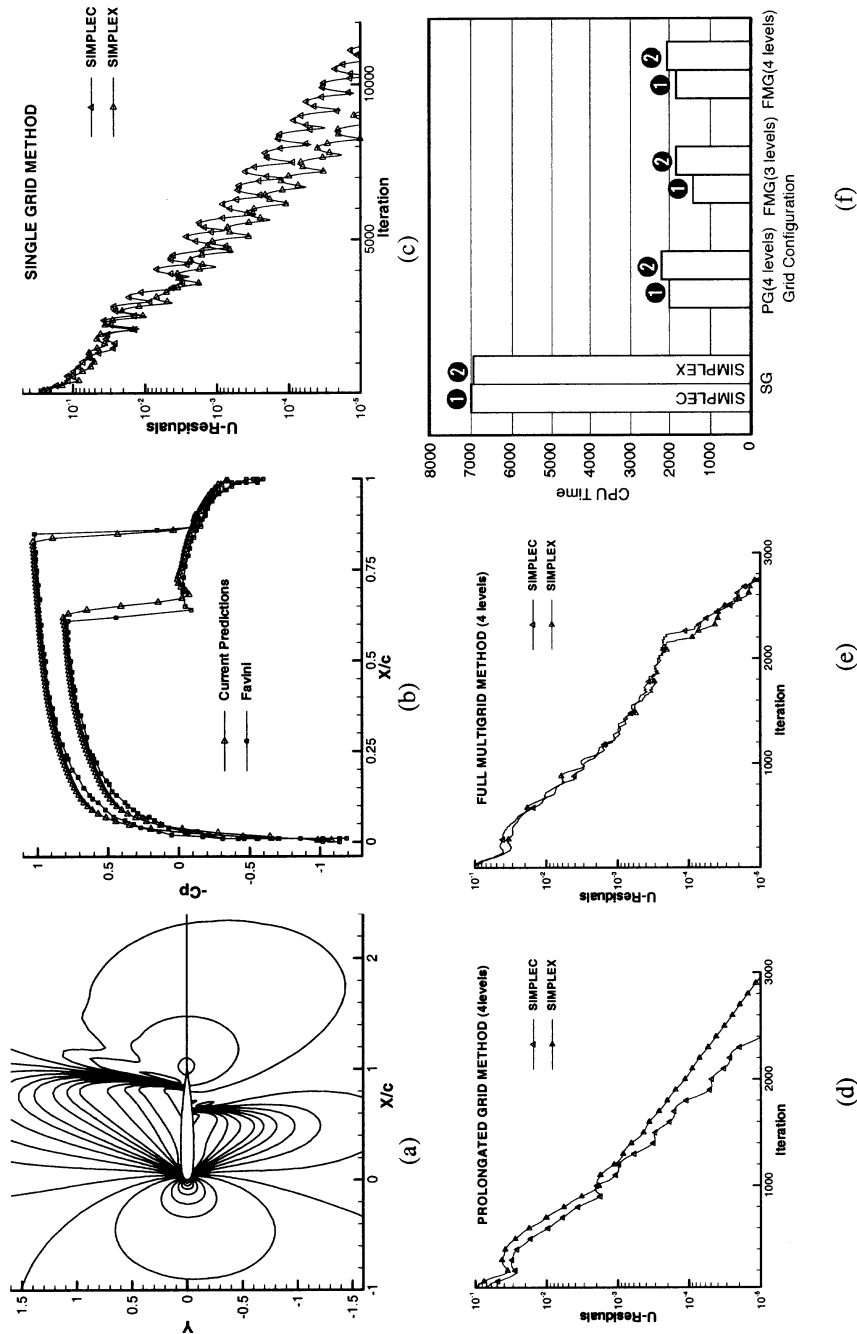 Y
1.5
1
0.5
0
-0.5
-1
-1.5
-1
0
1
2
X/c
(a)
-Cp
1
0.5
0
-0.5
-1
0
0.25
0.5
0.75
1
X/c
Current Predictions
Favini
(b)
SINGLE GRID METHOD
SIMPLEC
SIMPLEX
U-Residuals
10-1
10-2
10-3
10-4
10-5
5000
10000
Iteration
(c)
PROLONGATED GRID METHOD (4levels)
SIMPLEC
SIMPLEX
U-Residuals
10-1
10-2
10-3
10-4
10-5
1000
2000
3000
Iteration
(d)
FULL MULTIGRID METHOD (4 levels)
SIMPLEC
SIMPLEX
U-Residuals
10-1
10-2
10-3
10-4
10-5
1000
2000
3000
Iteration
(e)
CPU Time
8000
7000
6000
5000
4000
3000
2000
1000
0
1 2
SIMPLEC
SIMPLEX
1 2
1 2
1 2
SG
PG(4 levels)
FMG(3 levels)
FMG(4 levels)
Grid Configuration
(f)